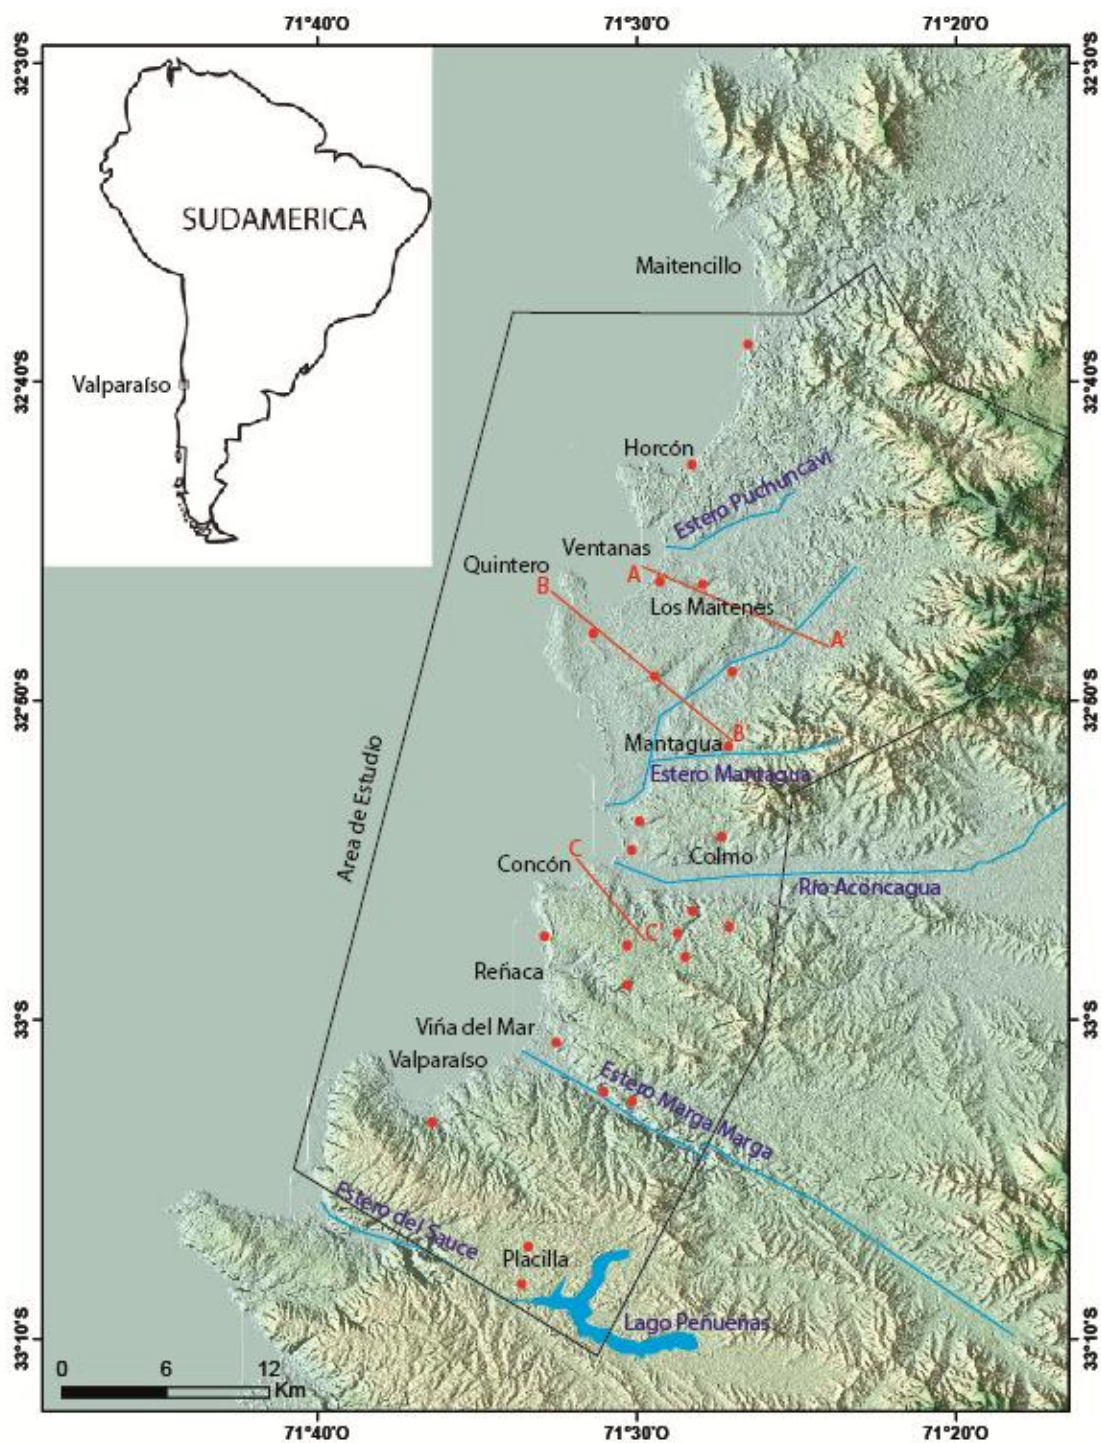 71°40'O
71°30'O
71°20'O
32°30'S
32°30'S
SUDAMERICA
Maitencillo
Valparaíso
32°40'S
32°40'S
Horcón
Estero Puchuncaví
Ventanas
Quintero
A
B
Los Maitenes
A'
32°50'S
32°50'S
B'
Mantagua
Estero Mantagua
Area de Estudio
C
Concón
Colmo
Río Aconcagua
C'
Reñaca
33°S
33°S
Viña del Mar
Valparaíso
Estero Marga Marga
Estero del Sauce
Placilla
Lago Peñuenas
33°10'S
33°10'S
0 6 12
Km
71°40'O
71°30'O
71°20'O